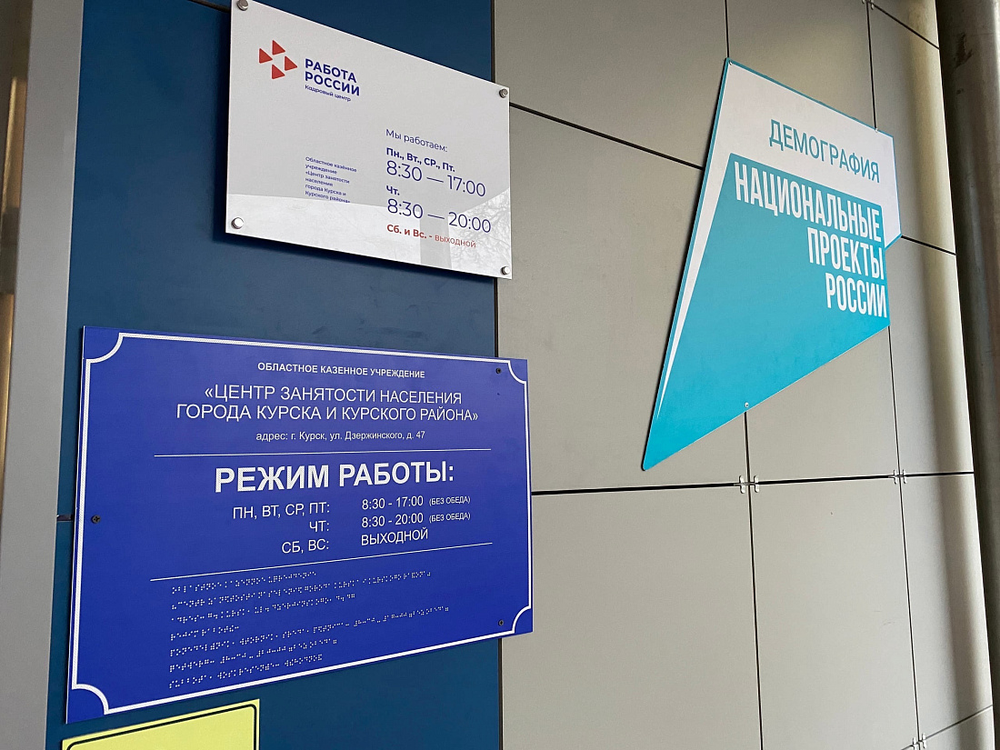 РАБОТА
РОССИИ
Кадровый центр
Мы работаем:
Пн., Вт., СР., Пт.
8:30 — 17:00
Чт.
8:30 — 20:00
Сб. и Вс. - выходной
Областное казённое
учреждение
«Центр занятости
населения
города Курска и
Курского района»
ДЕМОГРАФИЯ
НАЦИОНАЛЬНЫЕ
ПРОЕКТЫ
РОССИИ
ОБЛАСТНОЕ КАЗЕННОЕ УЧРЕЖДЕНИЕ
«ЦЕНТР ЗАНЯТОСТИ НАСЕЛЕНИЯ
ГОРОДА КУРСКА И КУРСКОГО РАЙОНА»
адрес: г. Курск, ул. Дзержинского, д. 47
РЕЖИМ РАБОТЫ:
ПН, ВТ, СР, ПТ: 8:30 - 17:00 (БЕЗ ОБЕДА)
ЧТ: 8:30 - 20:00 (БЕЗ ОБЕДА)
СБ, ВС: ВЫХОДНОЙ